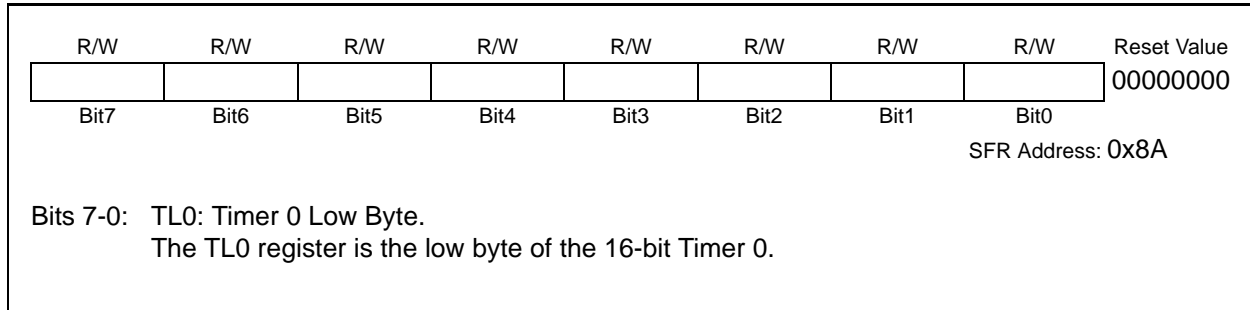 R/W R/W R/W R/W R/W R/W R/W R/W Reset Value
00000000
Bit7 Bit6 Bit5 Bit4 Bit3 Bit2 Bit1 Bit0
SFR Address: 0x8A
Bits 7-0: TL0: Timer 0 Low Byte.
The TL0 register is the low byte of the 16-bit Timer 0.